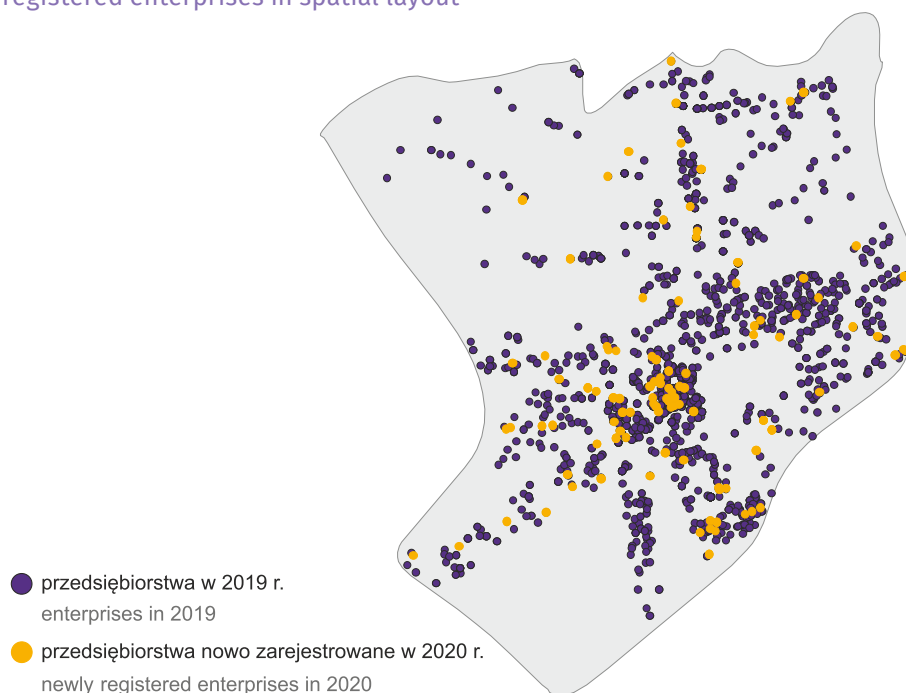 registered enterprises in spatial layout
przedsiębiorstwa w 2019 r.
enterprises in 2019
przedsiębiorstwa nowo zarejestrowane w 2020 r.
newly registered enterprises in 2020